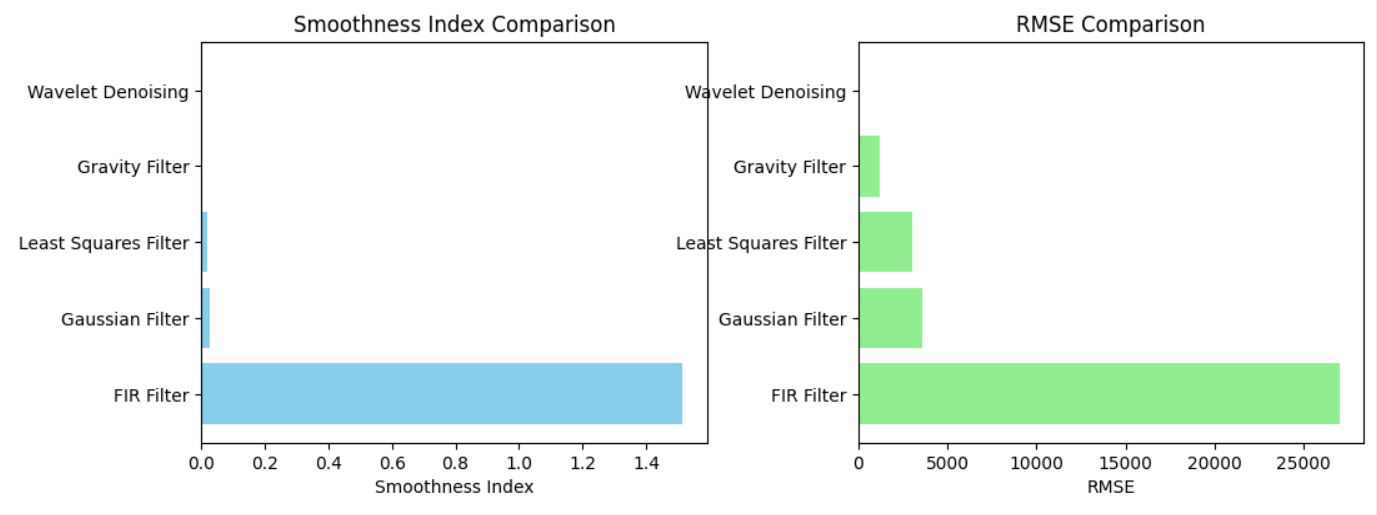 Smoothness Index Comparison
Wavelet Denoising
Gravity Filter
Least Squares Filter
Gaussian Filter
FIR Filter
0.0 0.2 0.4 0.6 0.8 1.0 1.2 1.4
Smoothness Index
RMSE Comparison
Wavelet Denoising
Gravity Filter
Least Squares Filter
Gaussian Filter
FIR Filter
0 5000 10000 15000 20000 25000
RMSE